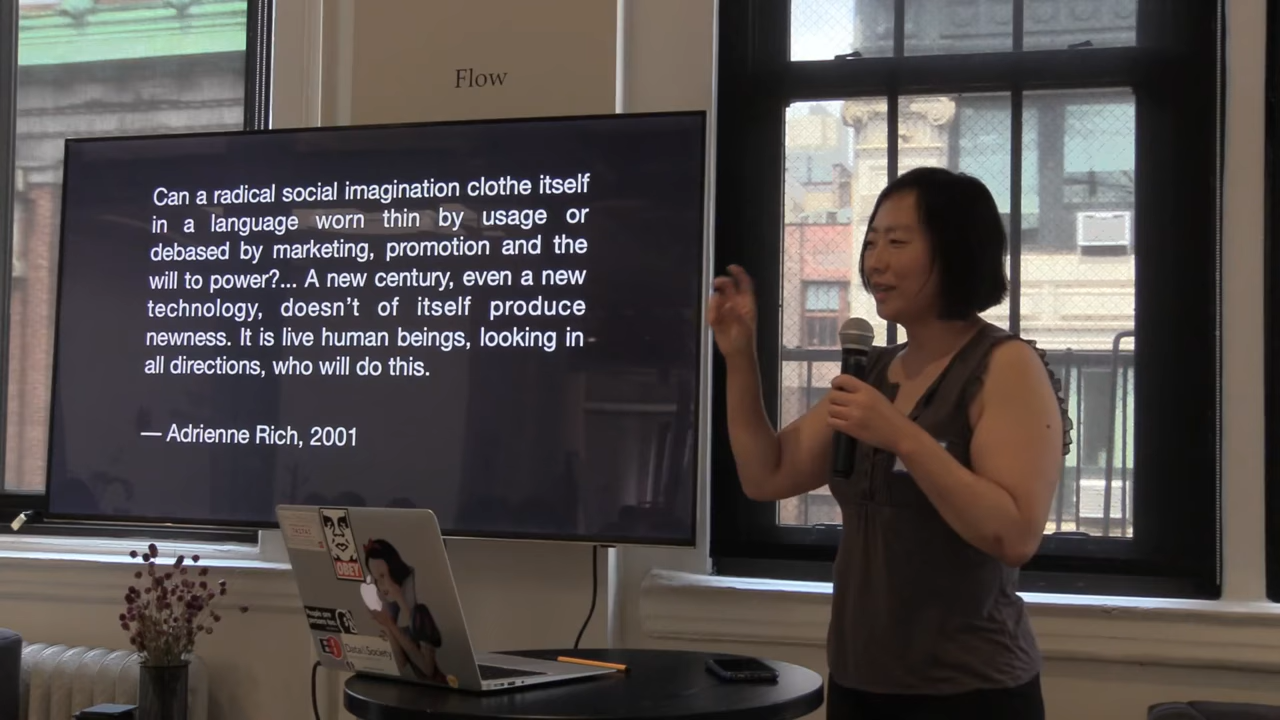 Flow
Can a radical social imagination clothe itself
in a language worn thin by usage or
debased by marketing, promotion and the
will to power?... A new century, even a new
technology, doesn't of itself produce
newness. It is live human beings, looking in
all directions, who will do this.
— Adrienne Rich, 2001
OBEY
Data&Society